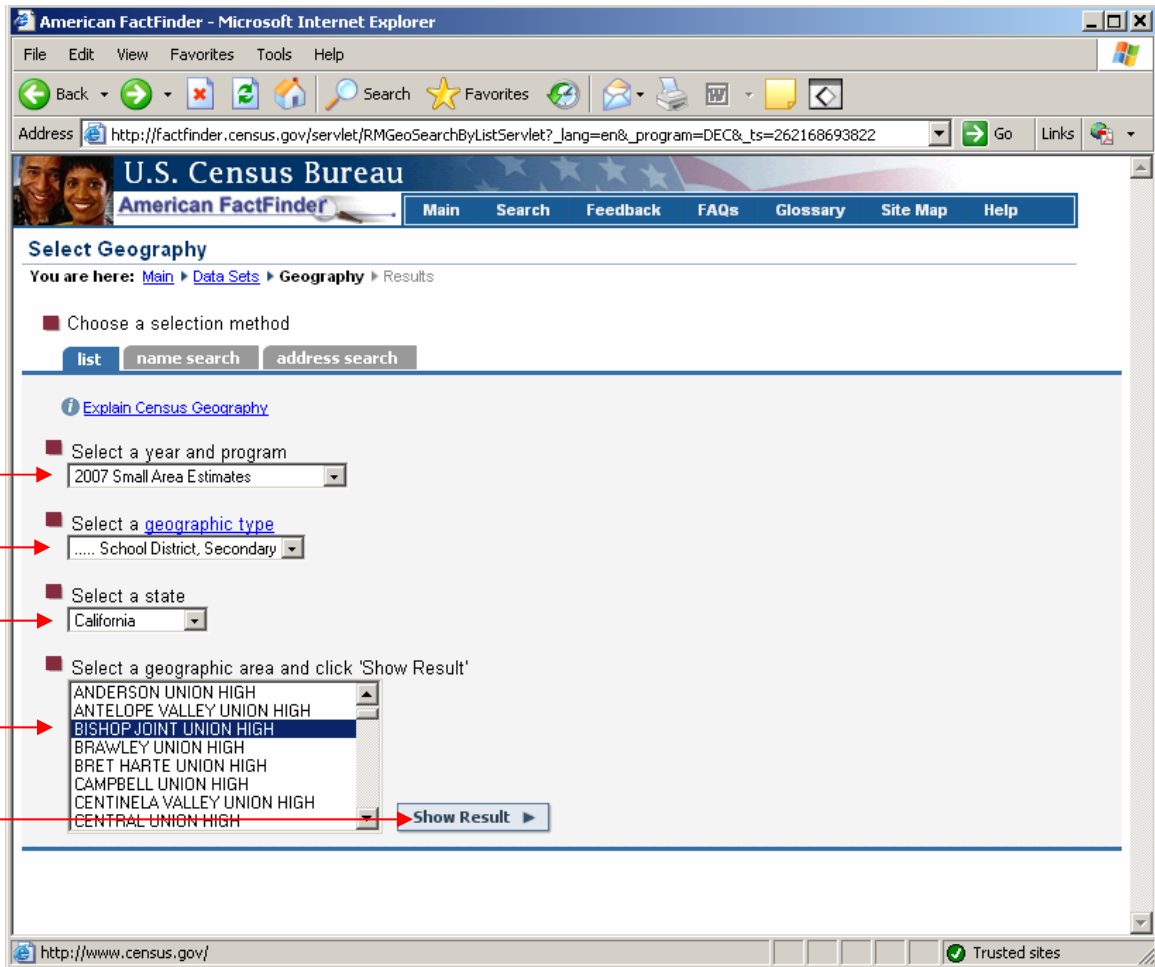 American FactFinder - Microsoft Internet Explorer
File Edit View Favorites Tools Help
Back Search Favorites W
Address http://factfinder.census.gov/servlet/RMGeoSearchByListServlet?_lang=en&_program=DEC&_ts=262168693822 Go Links
U.S. Census Bureau
American FactFinder
Main Search Feedback FAQs Glossary Site Map Help
Select Geography
You are here: Main Data Sets Geography Results
Choose a selection method
list name search address search
i Explain Census Geography
Select a year and program
2007 Small Area Estimates
Select a geographic type
..... School District, Secondary
Select a state
California
Select a geographic area and click 'Show Result'
ANDERSON UNION HIGH
ANTELOPE VALLEY UNION HIGH
BISHOP JOINT UNION HIGH
BRAWLEY UNION HIGH
BRET HARTE UNION HIGH
CAMPBELL UNION HIGH
CENTINELA VALLEY UNION HIGH
CENTRAL UNION HIGH
Show Result
http://www.census.gov/ Trusted sites